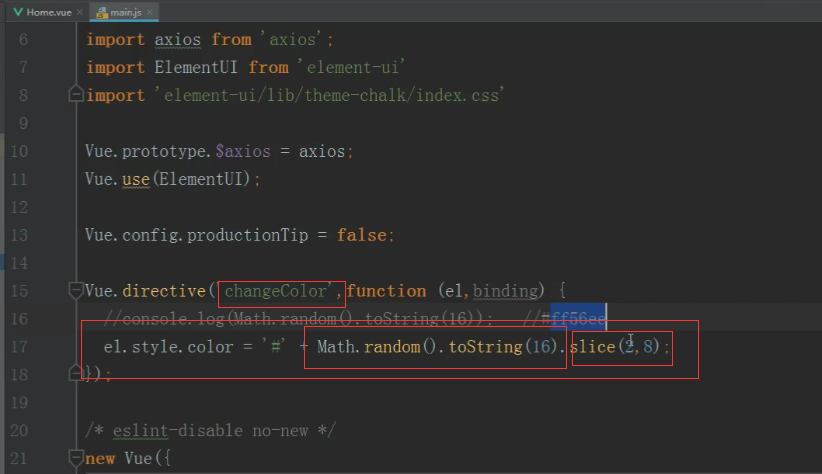 Home.vue main.js
6 import axios from 'axios';
7 import ElementUI from 'element-ui'
8 import 'element-ui/lib/theme-chalk/index.css'
9
10 Vue.prototype.$axios = axios;
11 Vue.use(ElementUI);
12
13 Vue.config.productionTip = false;
14
15 Vue.directive('changeColor',function (el,binding) {
16 //console.log(Math.random().toString(16)); //#ff56ee
17 el.style.color = '#' + Math.random().toString(16).slice(2,8);
18 });
19
20 /* eslint-disable no-new */
21 new Vue({